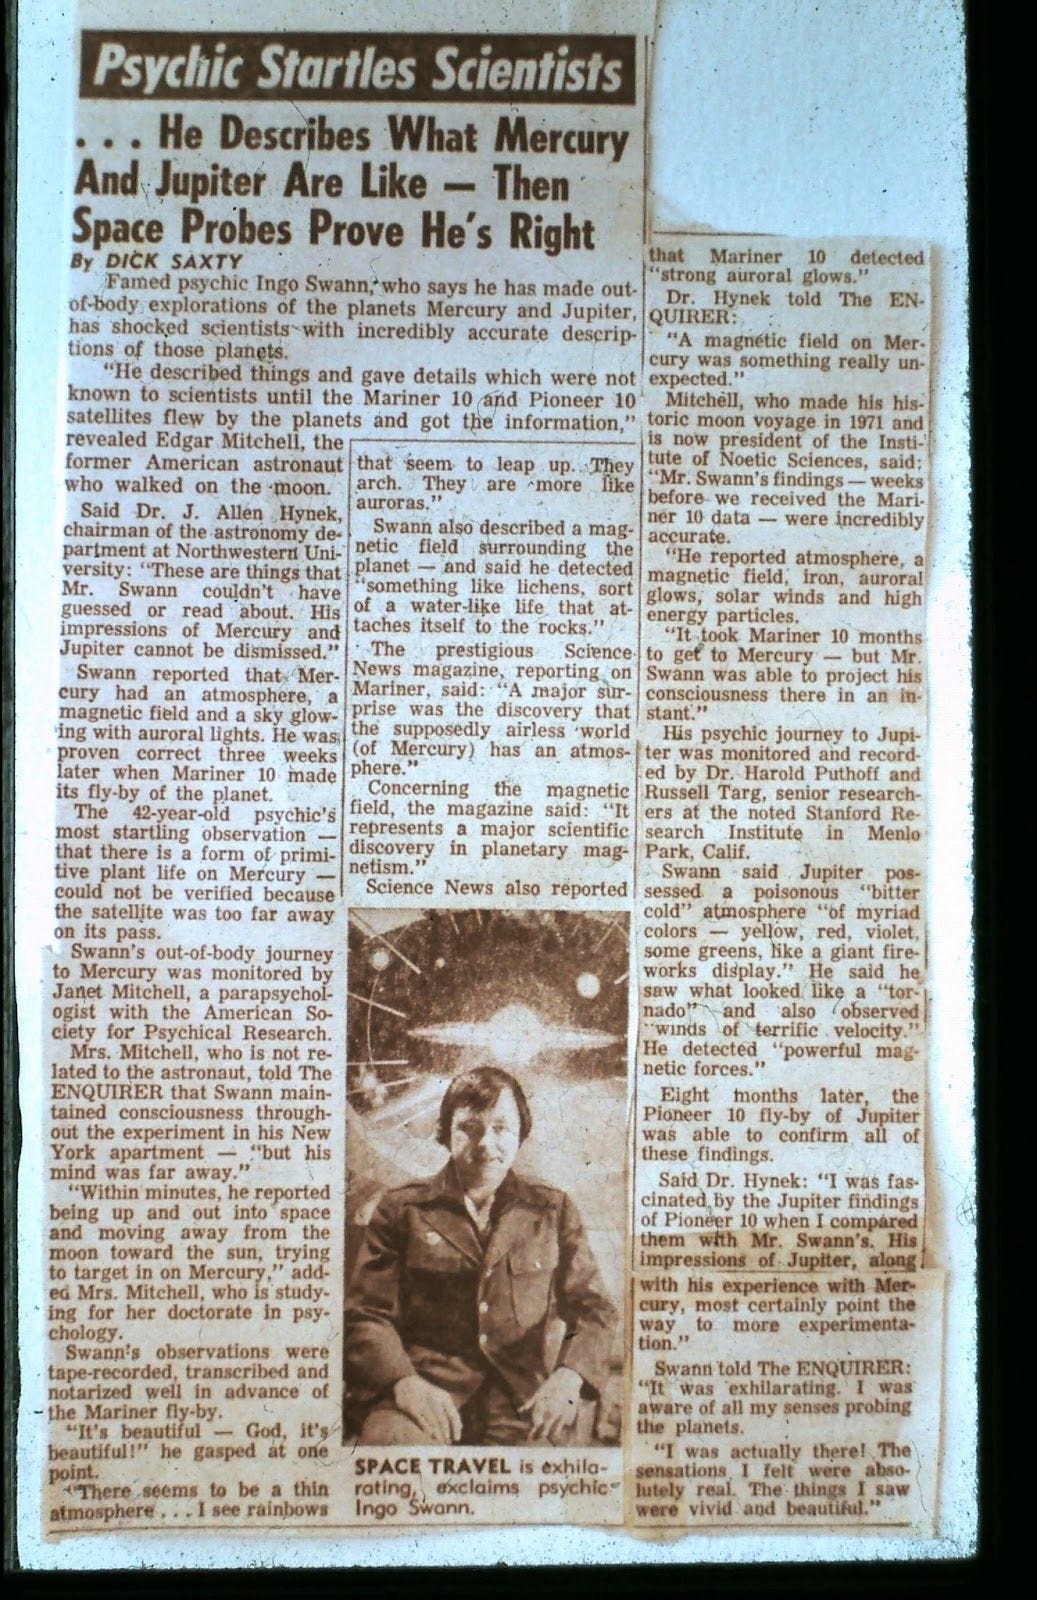 Psychic Startles Scientists
. . . He Describes What Mercury
And Jupiter Are Like — Then
Space Probes Prove He's Right
By DICK SAXTY
Famed psychic Ingo Swann, who says he has made out-
of-body explorations of the planets Mercury and Jupiter,
has shocked scientists with incredibly accurate descrip-
tions of those planets.
"He described things and gave details which were not
known to scientists until the Mariner 10 and Pioneer 10
satellites flew by the planets and got the information,"
revealed Edgar Mitchell, the
former American astronaut
who walked on the moon.
Said Dr. J. Allen Hynek,
chairman of the astronomy de-
partment at Northwestern Uni-
versity: "These are things that
Mr. Swann couldn't have
guessed or read about. His
impressions of Mercury and
Jupiter cannot be dismissed."
Swann reported that Mer-
cury had an atmosphere, a
magnetic field and a sky glow-
ing with auroral lights. He was
proven correct three weeks
later when Mariner 10 made
its fly-by of the planet.
The 42-year-old psychic's
most startling observation —
that there is a form of primi-
tive plant life on Mercury —
could not be verified because
the satellite was too far away
on its pass.
Swann's out-of-body journey
to Mercury was monitored by
Janet Mitchell, a parapsychol-
ogist with the American So-
ciety for Psychical Research.
Mrs. Mitchell, who is not re-
lated to the astronaut, told The
ENQUIRER that Swann main-
tained consciousness through-
out the experiment in his New
York apartment — "but his
mind was far away."
"Within minutes, he reported
being up and out into space
and moving away from the
moon toward the sun, trying
to target in on Mercury," add-
ed Mrs. Mitchell, who is study-
ing for her doctorate in psy-
chology.
Swann's observations were
tape-recorded, transcribed and
notarized well in advance of
the Mariner fly-by.
"It's beautiful — God, it's
beautiful!" he gasped at one
point.
"There seems to be a thin
atmosphere . . . I see rainbows
that seem to leap up. They
arch. They are more like
auroras."
Swann also described a mag-
netic field surrounding the
planet — and said he detected
"something like lichens, sort
of a water-like life that at-
taches itself to the rocks."
The prestigious Science
News magazine, reporting on
Mariner, said: "A major sur-
prise was the discovery that
the supposedly airless world
(of Mercury) has an atmos-
phere."
Concerning the magnetic
field, the magazine said: "It
represents a major scientific
discovery in planetary mag-
netism."
Science News also reported
SPACE TRAVEL is exhila-
rating, exclaims psychic
Ingo Swann.
that Mariner 10 detected
"strong auroral glows."
Dr. Hynek told The EN-
QUIRER:
"A magnetic field on Mer-
cury was something really un-
expected."
Mitchell, who made his his-
toric moon voyage in 1971 and
is now president of the Insti-
tute of Noetic Sciences, said:
"Mr. Swann's findings — weeks
before we received the Mari-
ner 10 data — were incredibly
accurate.
"He reported atmosphere, a
magnetic field, iron, auroral
glows, solar winds and high
energy particles.
"It took Mariner 10 months
to get to Mercury — but Mr.
Swann was able to project his
consciousness there in an in-
stant."
His psychic journey to Jupi-
ter was monitored and record-
ed by Dr. Harold Puthoff and
Russell Targ, senior research-
ers at the noted Stanford Re-
search Institute in Menlo
Park, Calif.
Swann said Jupiter pos-
sessed a poisonous "bitter
cold" atmosphere "of myriad
colors — yellow, red, violet,
some greens, like a giant fire-
works display." He said he
saw what looked like a "tor-
nado" and also observed
"winds of terrific velocity."
He detected "powerful mag-
netic forces."
Eight months later, the
Pioneer 10 fly-by of Jupiter
was able to confirm all of
these findings.
Said Dr. Hynek: "I was fas-
cinated by the Jupiter findings
of Pioneer 10 when I compared
them with Mr. Swann's. His
impressions of Jupiter, along
with his experience with Mer-
cury, most certainly point the
way to more experimenta-
tion."
Swann told The ENQUIRER:
"It was exhilarating. I was
aware of all my senses probing
the planets.
"I was actually there! The
sensations I felt were abso-
lutely real. The things I saw
were vivid and beautiful."